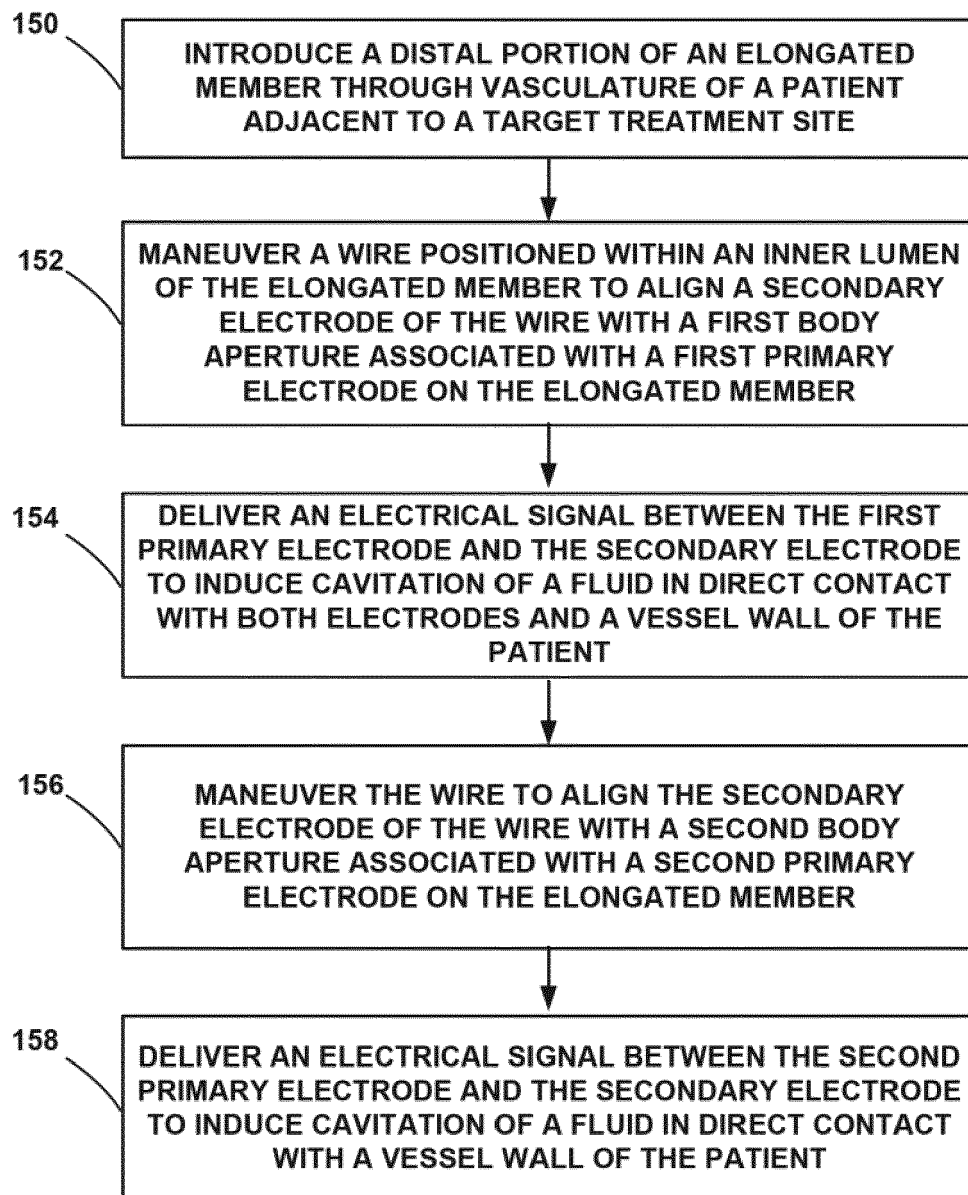 150
INTRODUCE A DISTAL PORTION OF AN ELONGATED
MEMBER THROUGH VASCULATURE OF A PATIENT
ADJACENT TO A TARGET TREATMENT SITE
152
MANEUVER A WIRE POSITIONED WITHIN AN INNER LUMEN
OF THE ELONGATED MEMBER TO ALIGN A SECONDARY
ELECTRODE OF THE WIRE WITH A FIRST BODY
APERTURE ASSOCIATED WITH A FIRST PRIMARY
ELECTRODE ON THE ELONGATED MEMBER
154
DELIVER AN ELECTRICAL SIGNAL BETWEEN THE FIRST
PRIMARY ELECTRODE AND THE SECONDARY ELECTRODE
TO INDUCE CAVITATION OF A FLUID IN DIRECT CONTACT
WITH BOTH ELECTRODES AND A VESSEL WALL OF THE
PATIENT
156
MANEUVER THE WIRE TO ALIGN THE SECONDARY
ELECTRODE OF THE WIRE WITH A SECOND BODY
APERTURE ASSOCIATED WITH A SECOND PRIMARY
ELECTRODE ON THE ELONGATED MEMBER
158
DELIVER AN ELECTRICAL SIGNAL BETWEEN THE SECOND
PRIMARY ELECTRODE AND THE SECONDARY ELECTRODE
TO INDUCE CAVITATION OF A FLUID IN DIRECT CONTACT
WITH A VESSEL WALL OF THE PATIENT